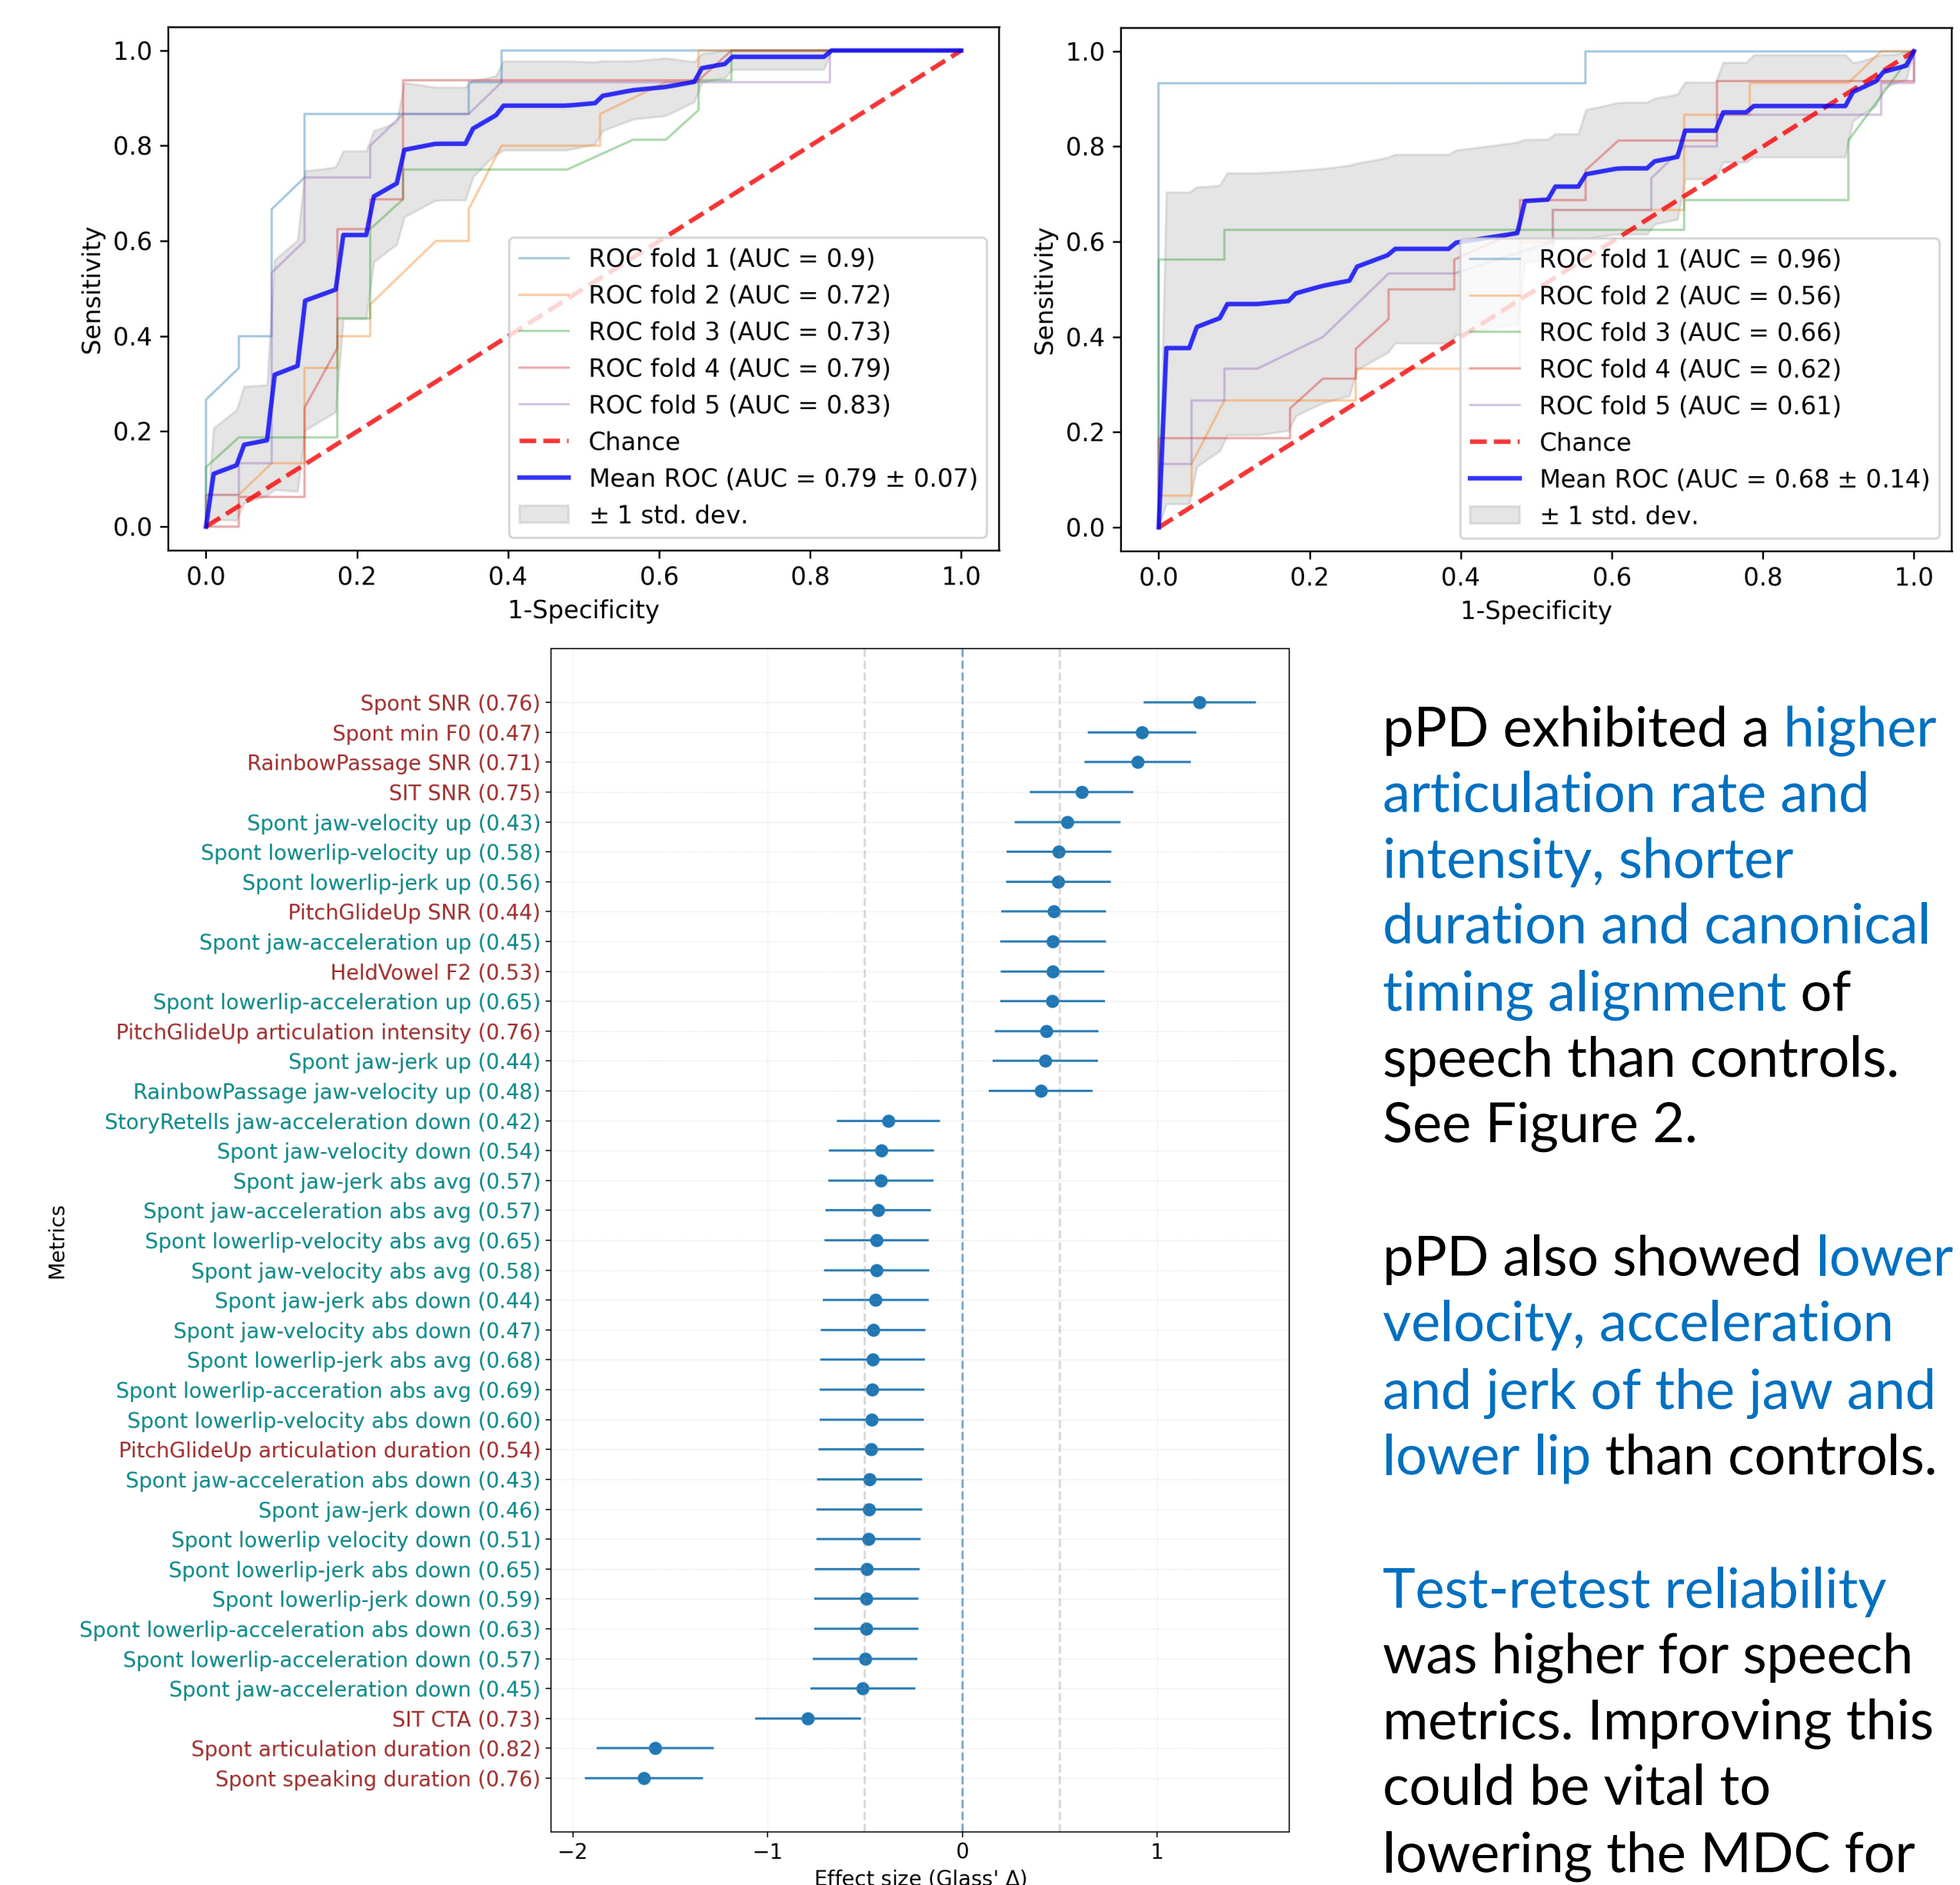 1.0
0.8
0.6
0.4
0.2
0.0
Sensitivity
0.0 0.2 0.4 0.6 0.8 1.0
1-Specificity
ROC fold 1 (AUC = 0.9)
ROC fold 2 (AUC = 0.72)
ROC fold 3 (AUC = 0.73)
ROC fold 4 (AUC = 0.79)
ROC fold 5 (AUC = 0.83)
Chance
Mean ROC (AUC = 0.79 ± 0.07)
± 1 std. dev.
1.0
0.8
0.6
0.4
0.2
0.0
Sensitivity
0.0 0.2 0.4 0.6 0.8 1.0
1-Specificity
ROC fold 1 (AUC = 0.96)
ROC fold 2 (AUC = 0.56)
ROC fold 3 (AUC = 0.66)
ROC fold 4 (AUC = 0.62)
ROC fold 5 (AUC = 0.61)
Chance
Mean ROC (AUC = 0.68 ± 0.14)
± 1 std. dev.
Metrics
Spont SNR (0.76)
Spont min F0 (0.47)
RainbowPassage SNR (0.71)
SIT SNR (0.75)
Spont jaw-velocity up (0.43)
Spont lowerlip-velocity up (0.58)
Spont lowerlip-jerk up (0.56)
PitchGlideUp SNR (0.44)
Spont jaw-acceleration up (0.45)
HeldVowel F2 (0.53)
Spont lowerlip-acceleration up (0.65)
PitchGlideUp articulation intensity (0.76)
Spont jaw-jerk up (0.44)
RainbowPassage jaw-velocity up (0.48)
StoryRetells jaw-acceleration down (0.42)
Spont jaw-velocity down (0.54)
Spont jaw-jerk abs avg (0.57)
Spont jaw-acceleration abs avg (0.57)
Spont lowerlip-velocity abs avg (0.65)
Spont jaw-velocity abs avg (0.58)
Spont jaw-jerk abs down (0.44)
Spont jaw-velocity abs down (0.47)
Spont lowerlip-jerk abs avg (0.68)
Spont lowerlip-acceration abs avg (0.69)
Spont lowerlip-velocity abs down (0.60)
PitchGlideUp articulation duration (0.54)
Spont jaw-acceleration abs down (0.43)
Spont jaw-jerk down (0.46)
Spont lowerlip velocity down (0.51)
Spont lowerlip-jerk abs down (0.65)
Spont lowerlip-jerk down (0.59)
Spont lowerlip-acceleration abs down (0.63)
Spont lowerlip-acceleration down (0.57)
Spont jaw-acceleration down (0.45)
SIT CTA (0.73)
Spont articulation duration (0.82)
Spont speaking duration (0.76)
−2 −1 0 1
Effect size (Glass' Δ)
pPD exhibited a higher
articulation rate and
intensity, shorter
duration and canonical
timing alignment of
speech than controls.
See Figure 2.
pPD also showed lower
velocity, acceleration
and jerk of the jaw and
lower lip than controls.
Test-retest reliability
was higher for speech
metrics. Improving this
could be vital to
lowering the MDC for